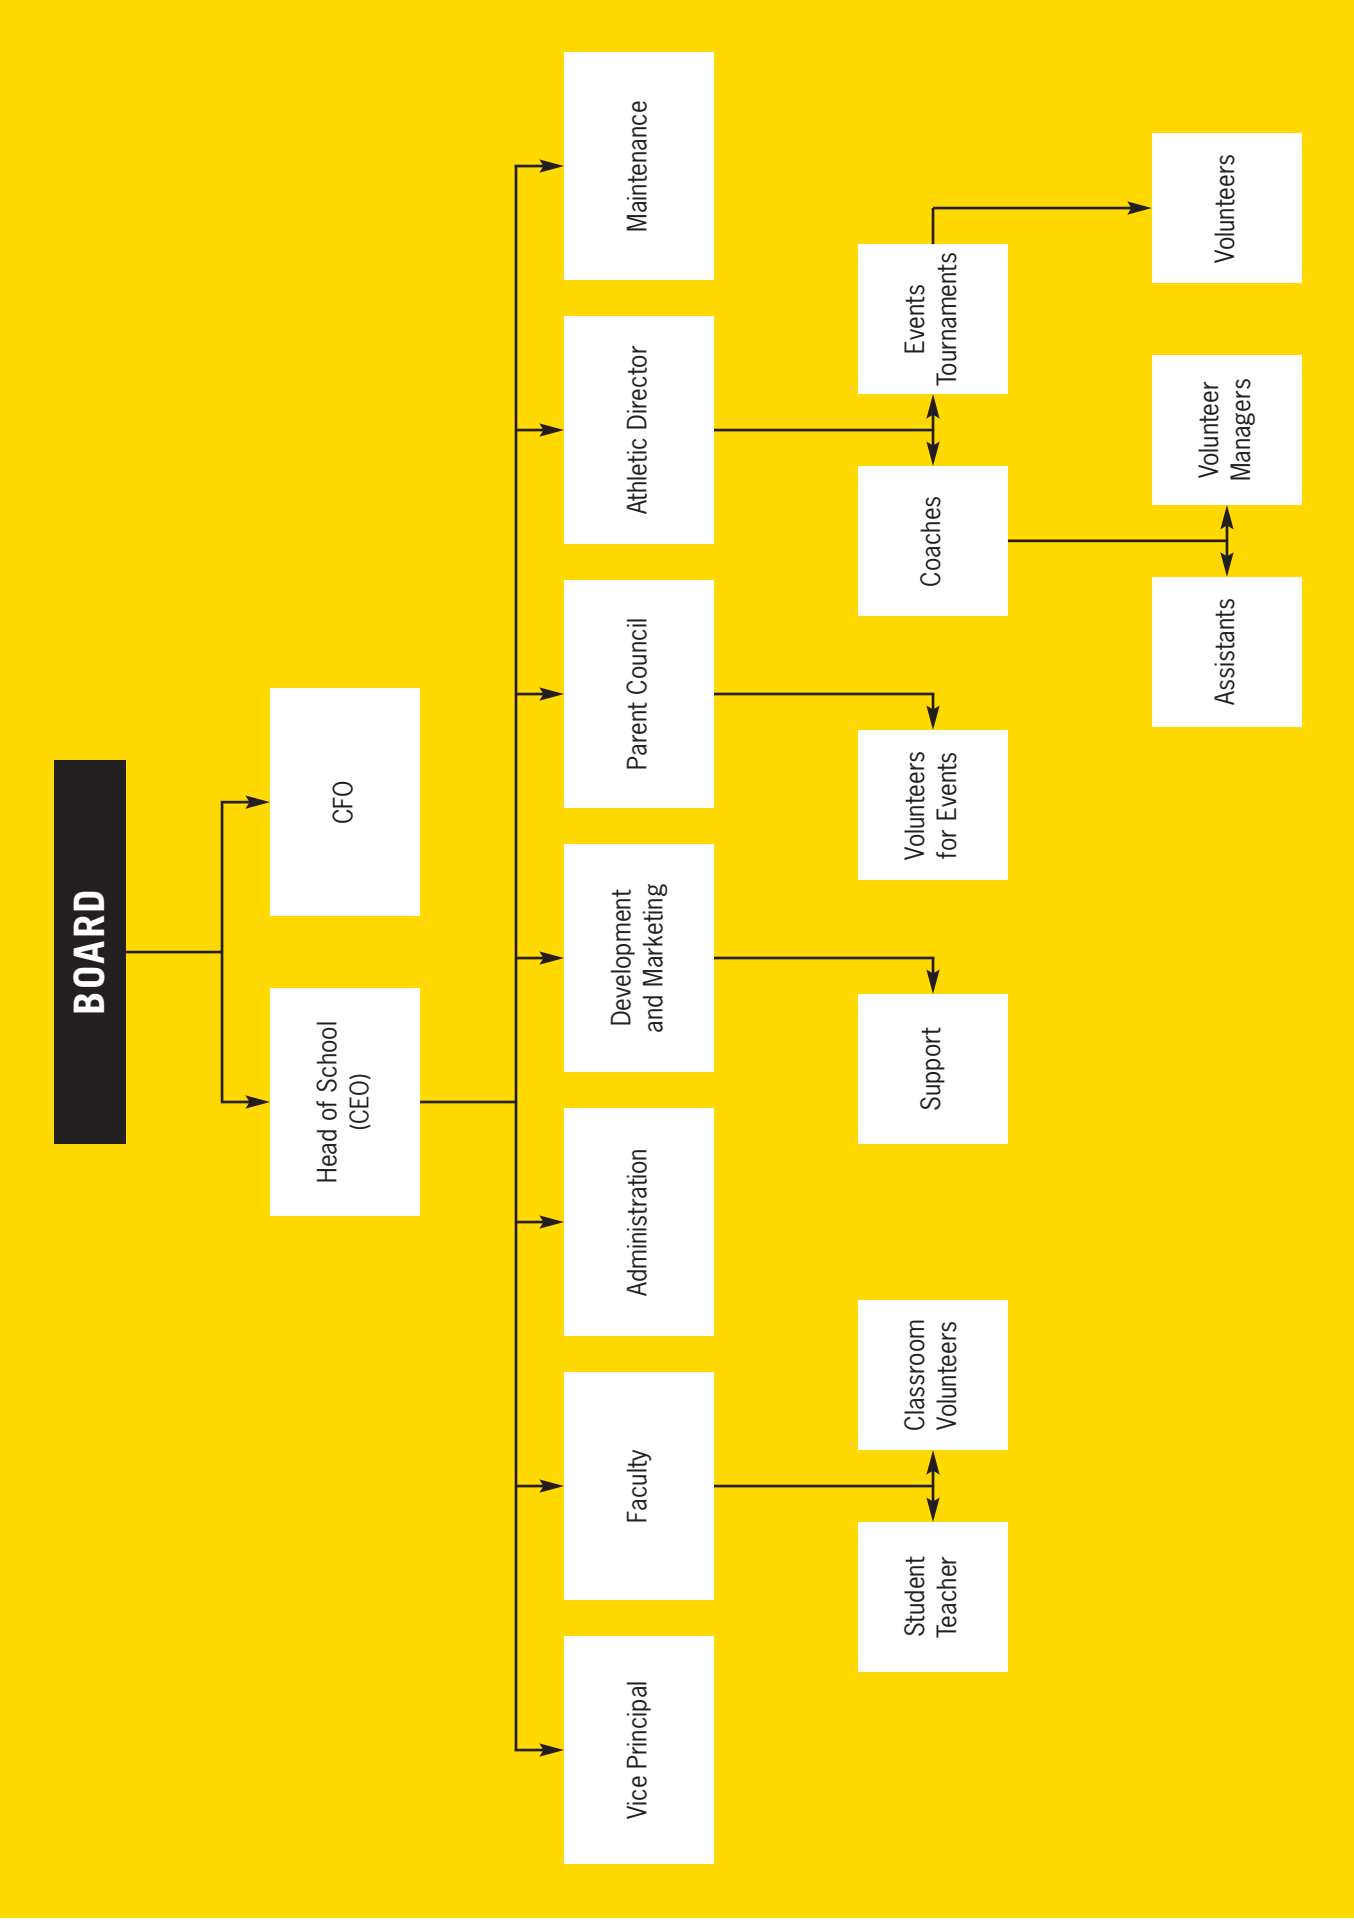 BOARD
Head of School
(CEO)
CFO
Vice Principal
Faculty
Administration
Development
and Marketing
Parent Council
Athletic Director
Maintenance
Student
Teacher
Classroom
Volunteers
Support
Volunteers
for Events
Coaches
Events
Tournaments
Assistants
Volunteer
Managers
Volunteers